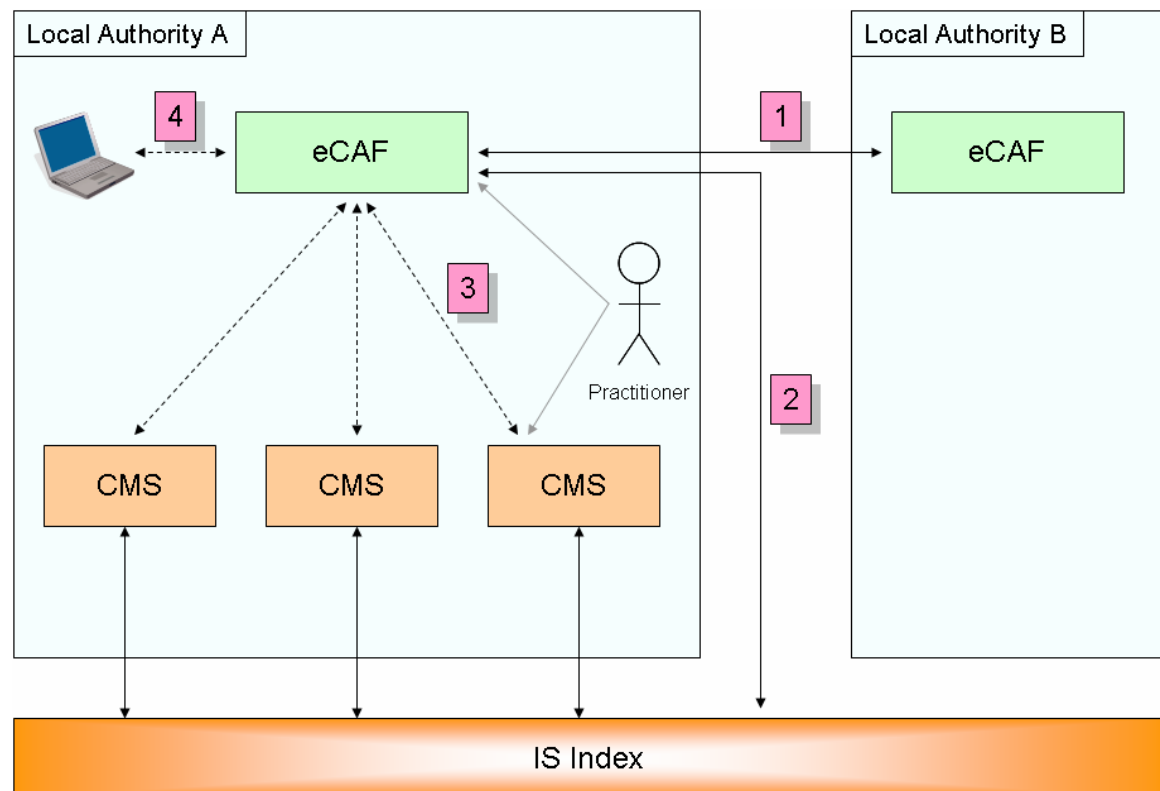 Local Authority A
Local Authority B
4
eCAF
1
eCAF
3
Practitioner
2
CMS
CMS
CMS
IS Index